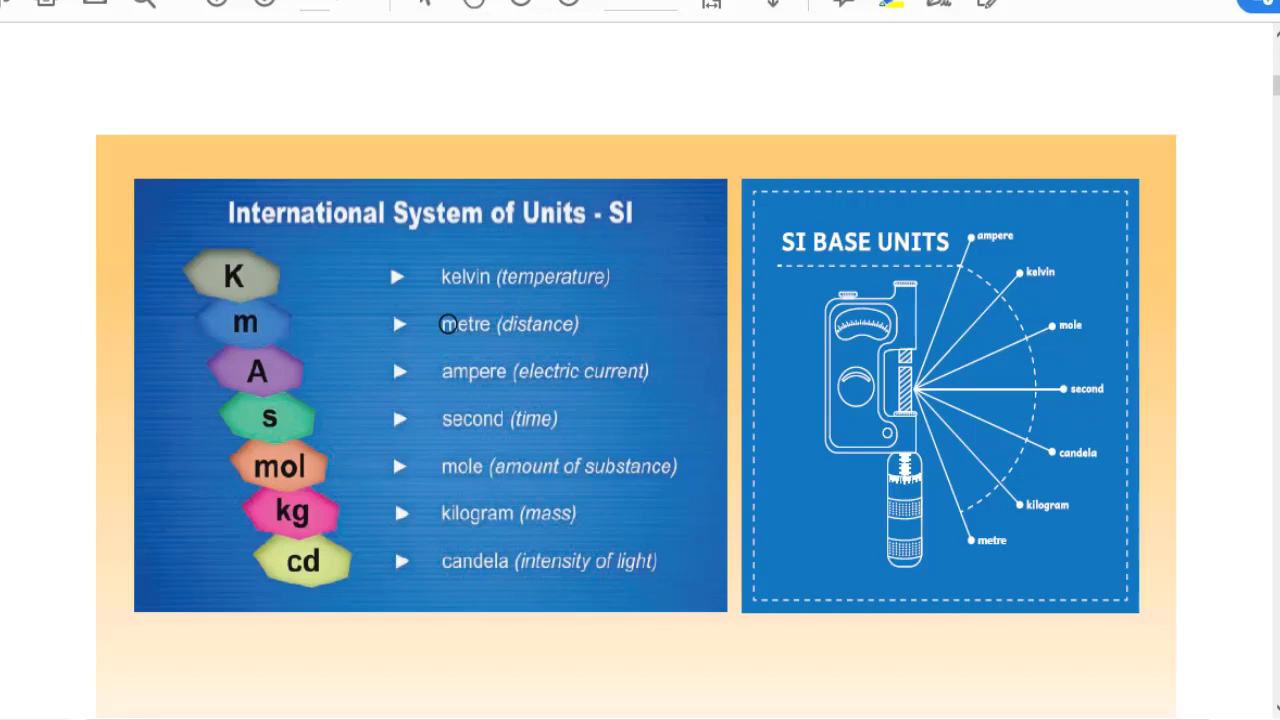 International System of Units - SI
K kelvin (temperature)
m metre (distance)
A ampere (electric current)
s second (time)
mol mole (amount of substance)
kg kilogram (mass)
cd candela (intensity of light)
SI BASE UNITS
ampere
kelvin
mole
second
candela
kilogram
metre